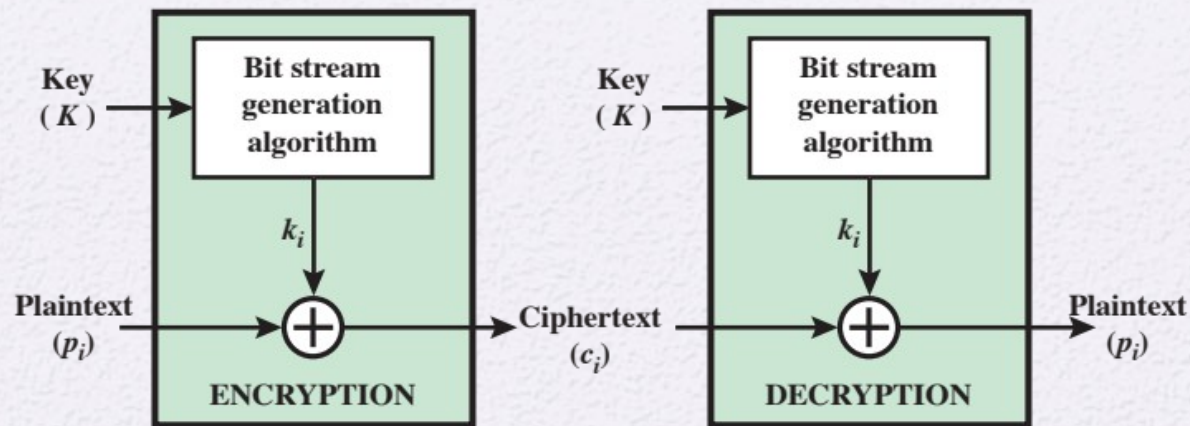 Key
( K )
Bit stream
generation
algorithm
k_i
Plaintext
(p_i)
ENCRYPTION
Ciphertext
(c_i)
Key
( K )
Bit stream
generation
algorithm
k_i
Plaintext
(p_i)
DECRYPTION